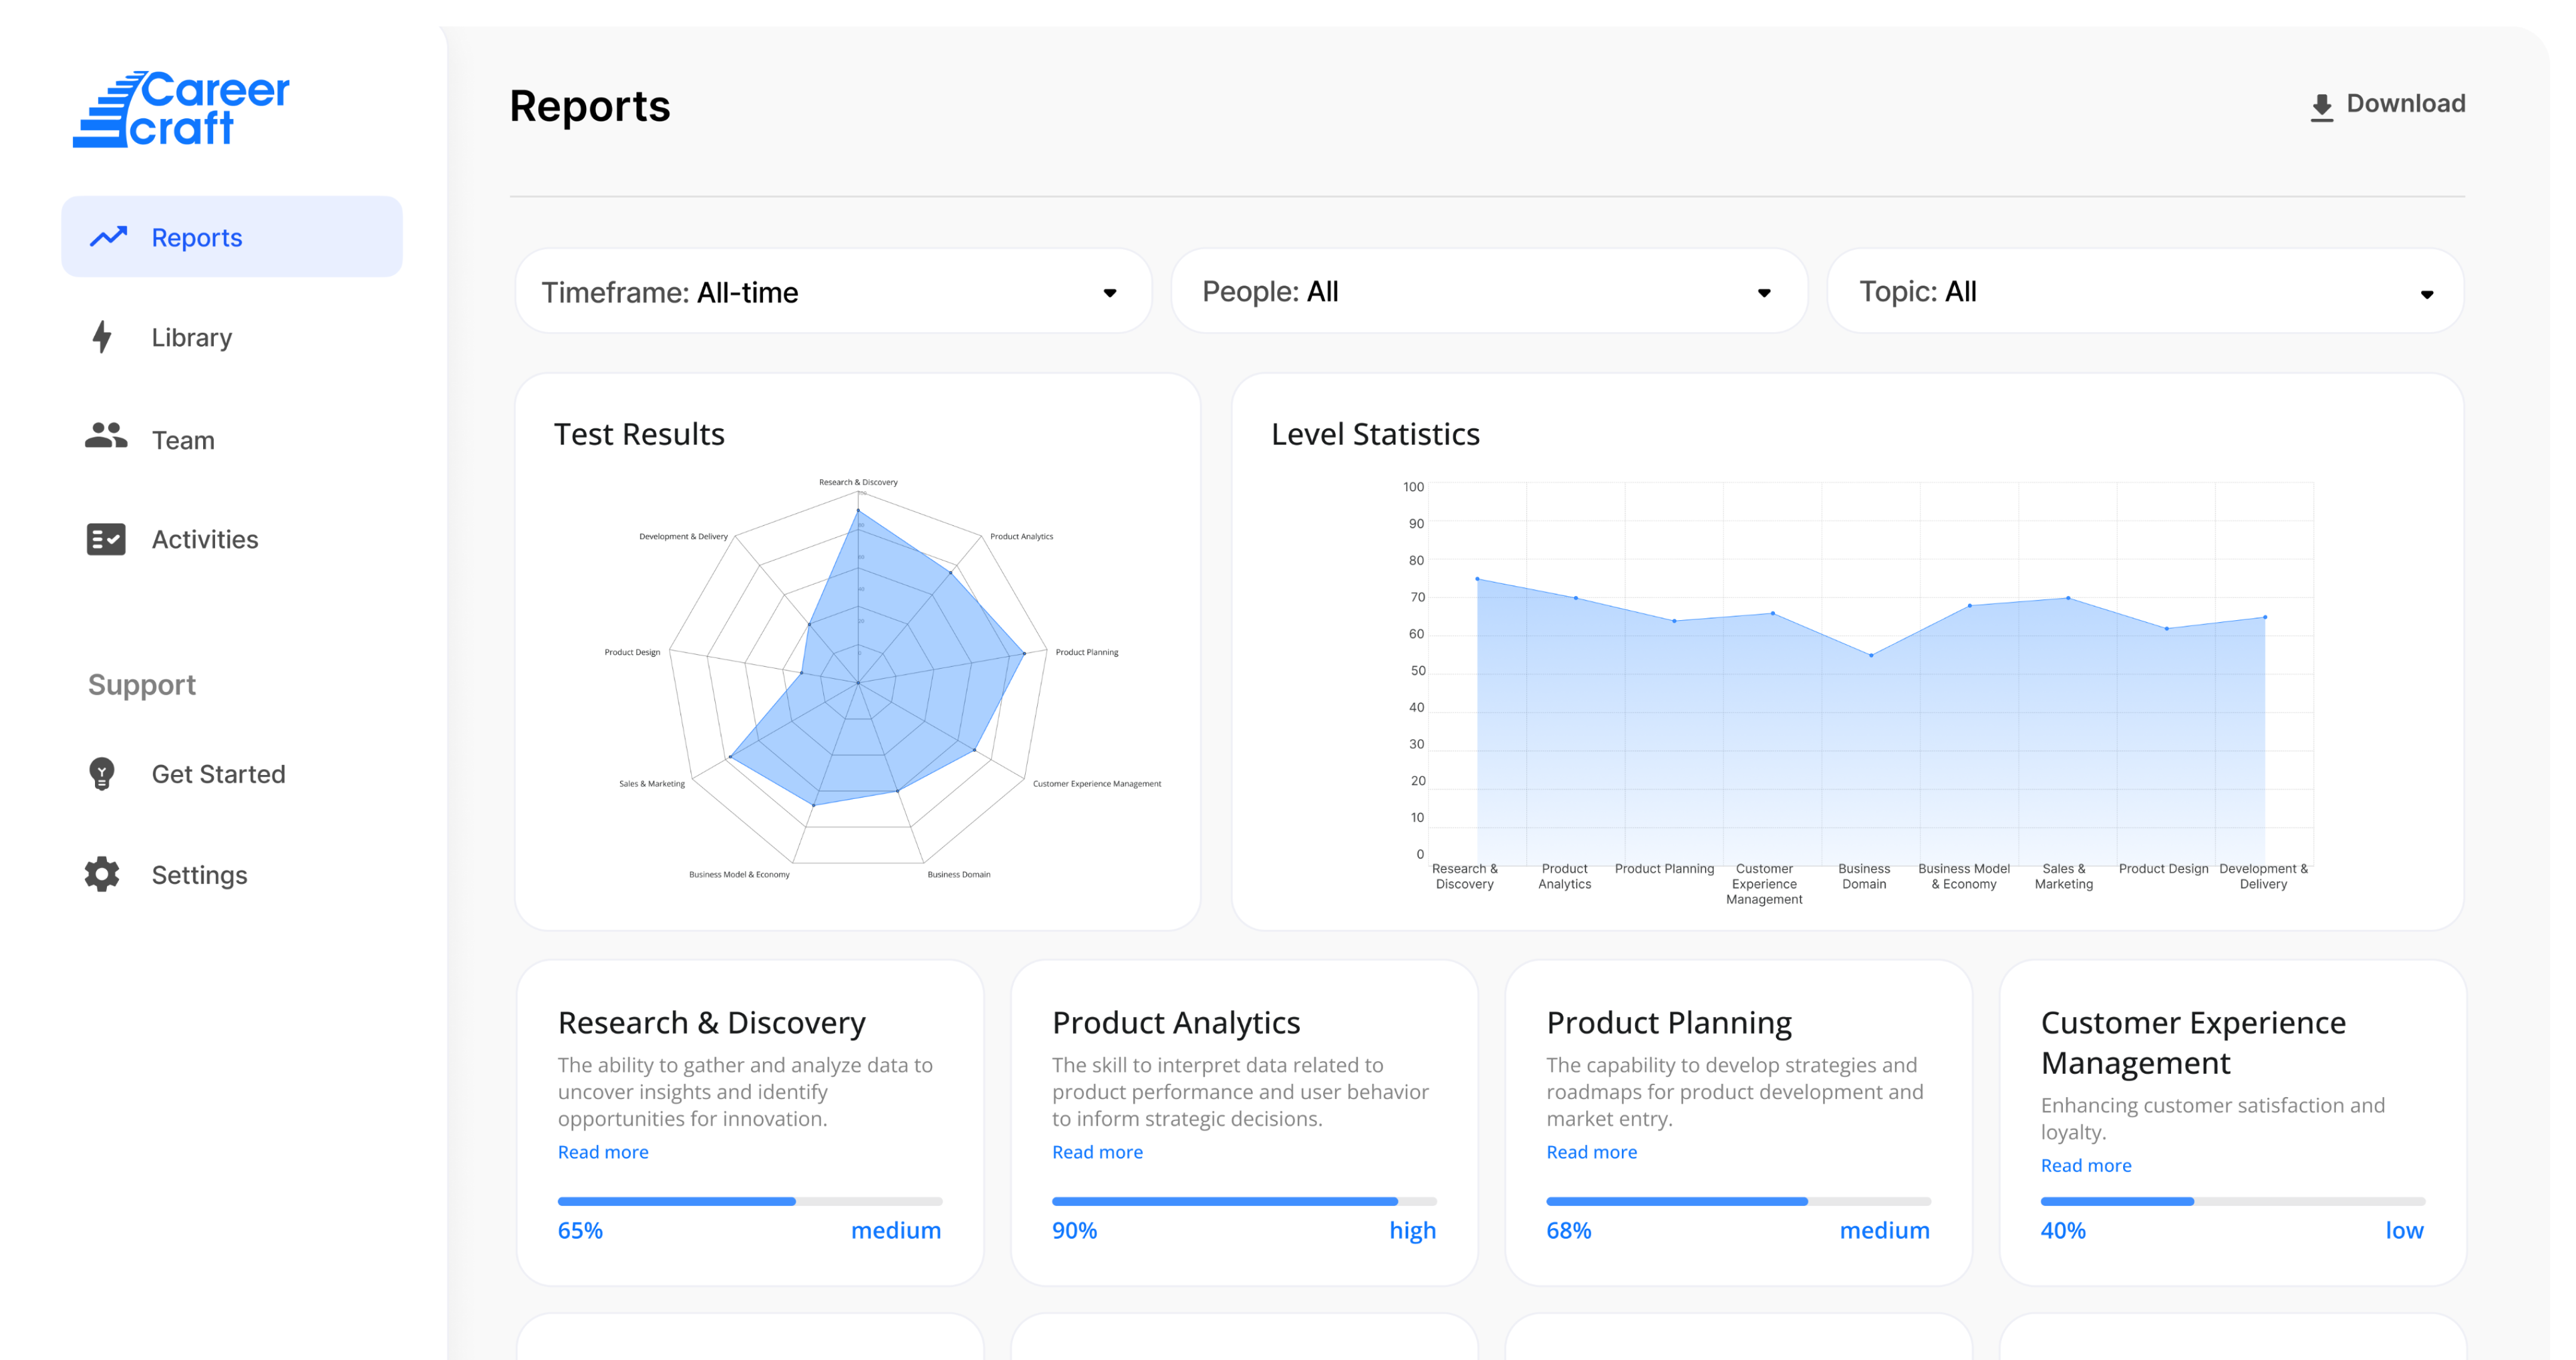 Career
craft
Reports
Library
Team
Activities
Support
Get Started
Settings
Reports
Download
Timeframe: All-time
People: All
Topic: All
Test Results
Research & Discovery
Development & Delivery
Product Analytics
Product Design
Product Planning
Sales & Marketing
Customer Experience Management
Business Model & Economy
Business Domain
Level Statistics
100
90
80
70
60
50
40
30
20
10
0
Research &
Discovery
Product
Analytics
Product Planning
Customer
Experience
Management
Business
Domain
Business Model
& Economy
Sales &
Marketing
Product Design
Development &
Delivery
Research & Discovery
The ability to gather and analyze data to
uncover insights and identify
opportunities for innovation.
Read more
65%
medium
Product Analytics
The skill to interpret data related to
product performance and user behavior
to inform strategic decisions.
Read more
90%
high
Product Planning
The capability to develop strategies and
roadmaps for product development and
market entry.
Read more
68%
medium
Customer Experience
Management
Enhancing customer satisfaction and
loyalty.
Read more
40%
low